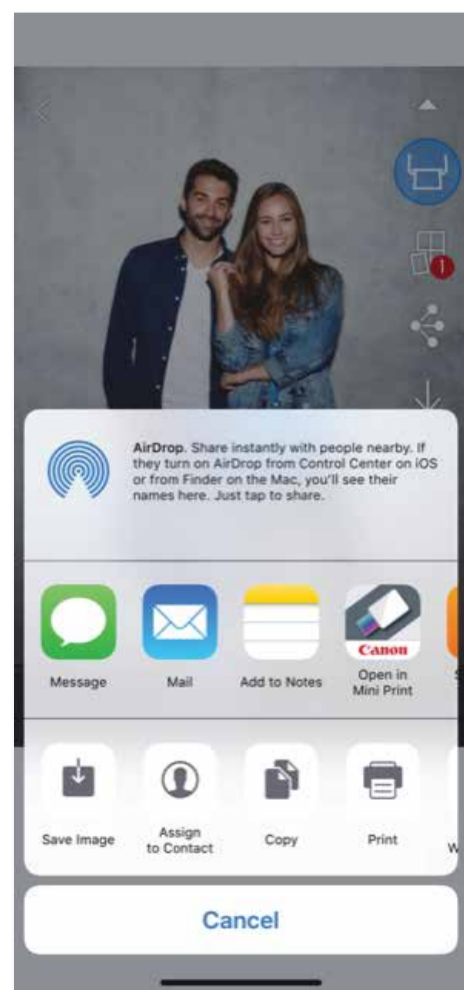 1
AirDrop. Share instantly with people nearby. If
they turn on AirDrop from Control Center on iOS
or from Finder on the Mac, you'll see their
names here. Just tap to share.
Message
Mail
Add to Notes
Canon
Open in
Mini Print
Save Image
Assign
to Contact
Copy
Print
Cancel